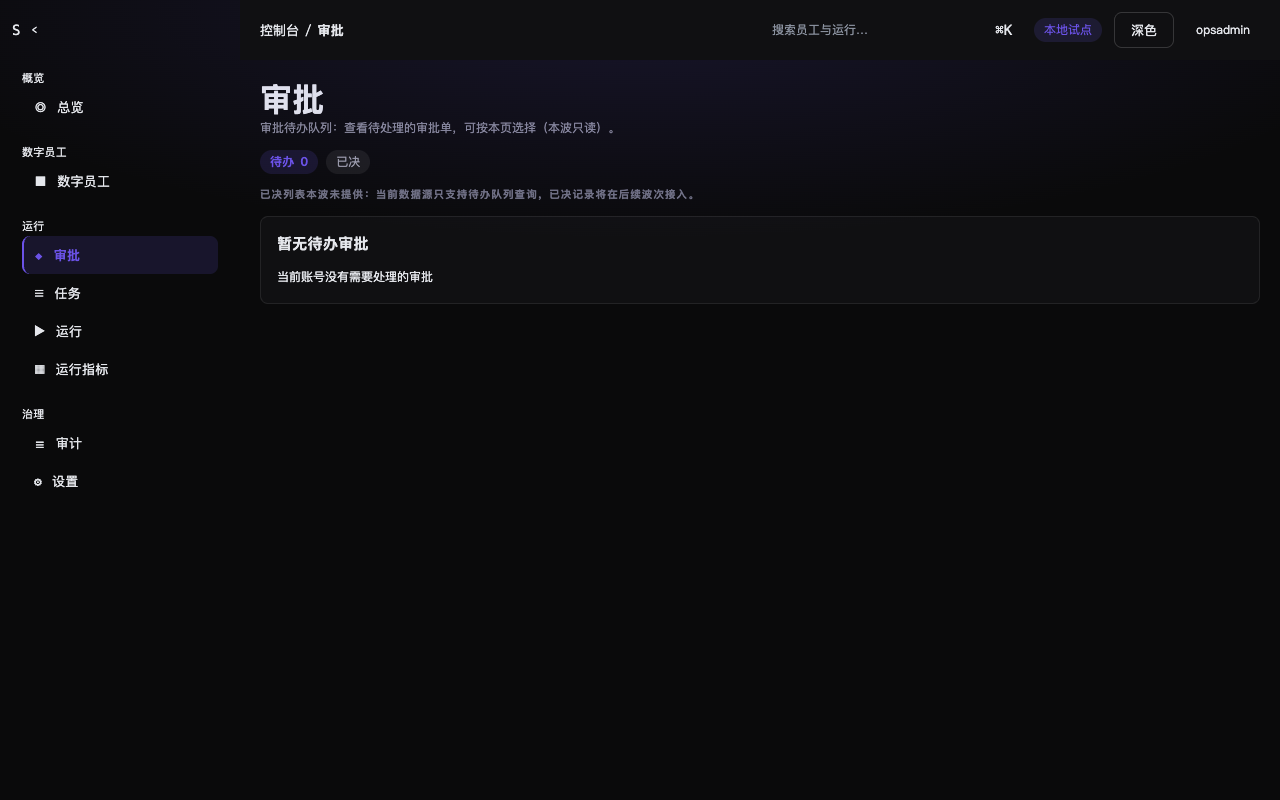 S <
控制台 / 审批
搜索员工与运行…
⌘K
本地试点
深色
opsadmin
概览
总览
数字员工
数字员工
运行
审批
任务
运行
运行指标
治理
审计
设置
审批
审批待办队列：查看待处理的审批单，可按本页选择（本波只读）。
待办 0
已决
已决列表本波未提供：当前数据源只支持待办队列查询，已决记录将在后续波次接入。
暂无待办审批
当前账号没有需要处理的审批